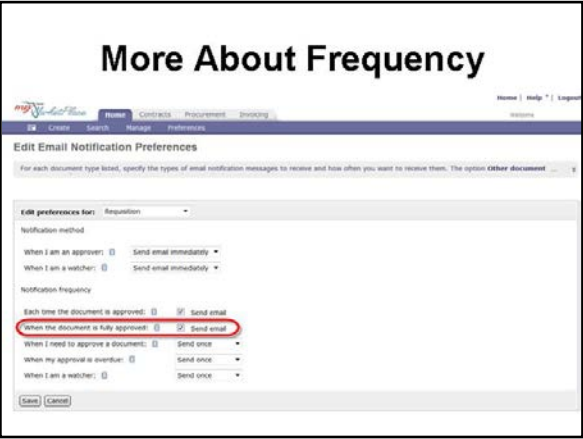 More About Frequency
Home | Help | Logout
my MarketPlace Home Contracts Procurement Invoicing Welcome
Create Search Manage Preferences
Edit Email Notification Preferences
For each document type listed, specify the types of email notification messages to receive and how often you want to receive them. The option Other document ...
Edit preferences for: Requisition
Notification method
When I am an approver: Send email immediately
When I am a watcher: Send email immediately
Notification frequency
Each time the document is approved: Send email
When the document is fully approved: Send email
When I need to approve a document: Send once
When my approval is overdue: Send once
When I am a watcher: Send once
Save Cancel